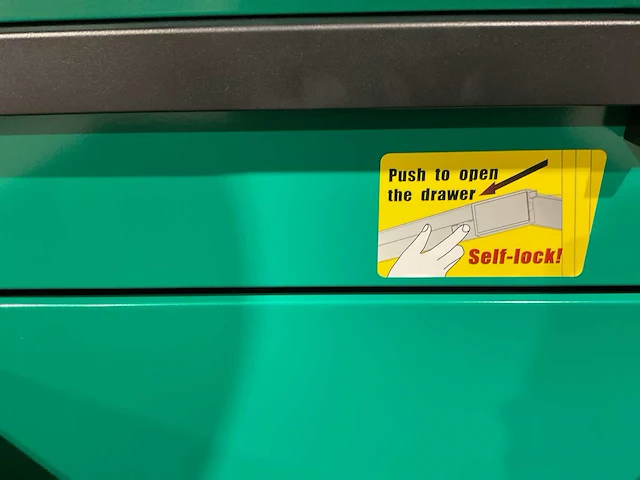 Push to open
the drawer
Self-lock!